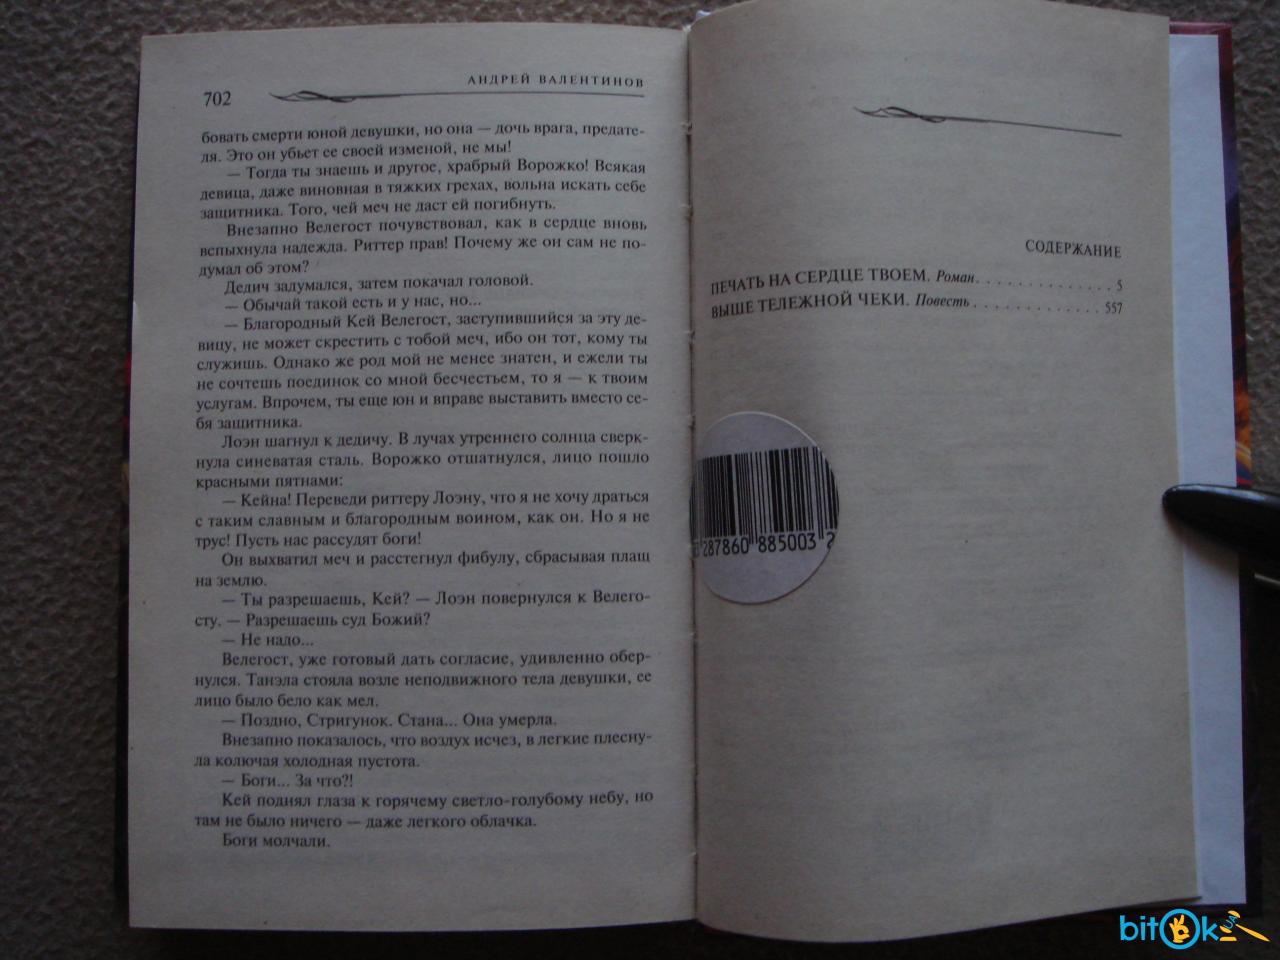 702
АНДРЕЙ ВАЛЕНТИНОВ
бовать смерти юной девушки, но она — дочь врага, предате-
ля. Это он убьет ее своей изменой, не мы!
— Тогда ты знаешь и другое, храбрый Ворожко! Всякая
девица, даже виновная в тяжких грехах, вольна искать себе
защитника. Того, чей меч не даст ей погибнуть.
Внезапно Велегост почувствовал, как в сердце вновь
вспыхнула надежда. Риттер прав! Почему же он сам не по-
думал об этом?
Дедич задумался, затем покачал головой.
— Обычай такой есть и у нас, но...
— Благородный Кей Велегост, заступившийся за эту де-
вицу, не может скрестить с тобой меч, ибо он тот, кому ты
служишь. Однако же род мой не менее знатен, и ежели ты
не сочтешь поединок со мной бесчестьем, то я — к твоим
услугам. Впрочем, ты еще юн и вправе выставить вместо се-
бя защитника.
Лоэн шагнул к дедичу. В лучах утреннего солнца сверк-
нула синеватая сталь. Ворожко отшатнулся, лицо пошло
красными пятнами:
— Кейна! Переведи риттеру Лоэну, что я не хочу драться
с таким славным и благородным воином, как он. Но я не
трус! Пусть нас рассудят боги!
Он выхватил меч и расстегнул фибулу, сбрасывая плащ
на землю.
— Ты разрешаешь, Кей? — Лоэн повернулся к Велего-
сту. — Разрешаешь суд Божий?
— Не надо...
Велегост, уже готовый дать согласие, удивленно обер-
нулся. Танэла стояла возле неподвижного тела девушки, ее
лицо было бело как мел.
— Поздно, Стригунок. Стана... Она умерла.
Внезапно показалось, что воздух исчез, в легкие плесну-
ла колючая холодная пустота.
— Боги... За что?!
Кей поднял глаза к горячему светло-голубому небу, но
там не было ничего — даже легкого облачка.
Боги молчали.
СОДЕРЖАНИЕ
ПЕЧАТЬ НА СЕРДЦЕ ТВОЕМ. Роман . . . . . . . . . . . . . . 5
ВЫШЕ ТЕЛЕЖНОЙ ЧЕКИ. Повесть . . . . . . . . . . . . . 557
287860 885003 2
bitOk.UA